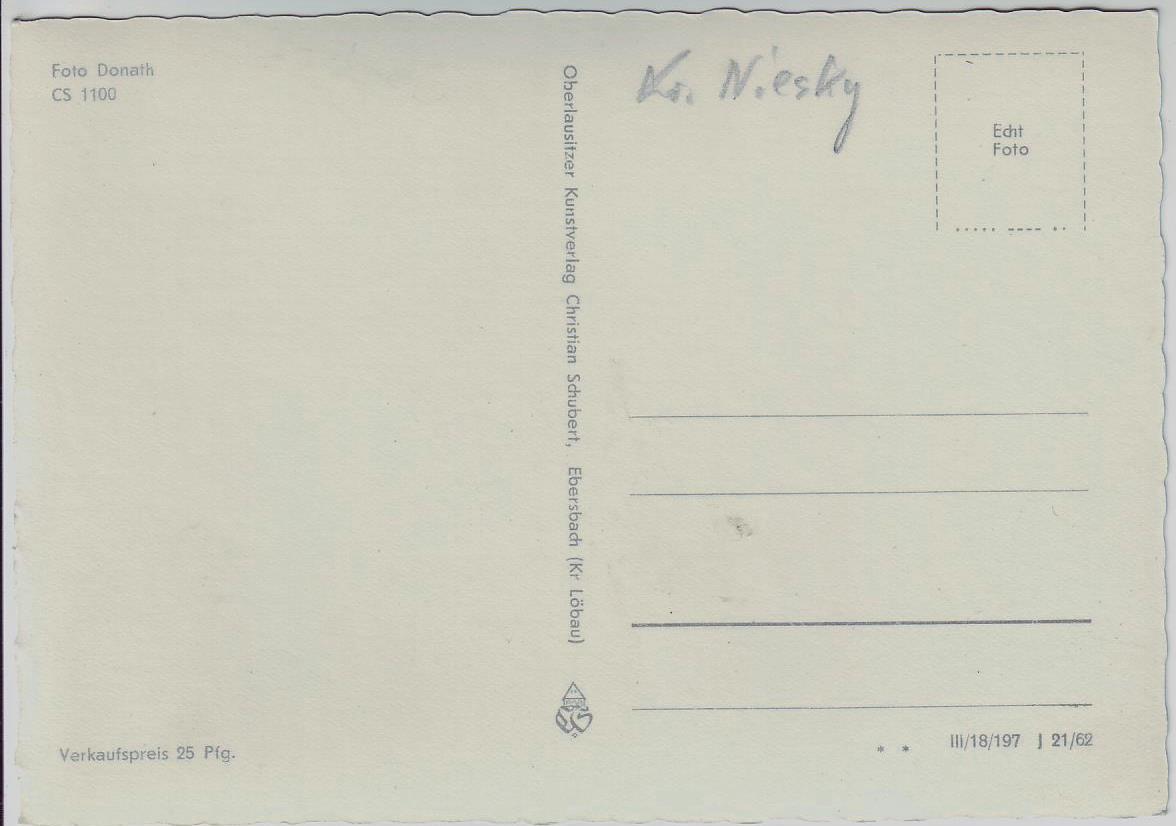 Foto Donath
CS 1100
Verkaufspreis 25 Pfg.
Oberlausitzer Kunstverlag Christian Schubert, Ebersbach (Kr Löbau)
Kr. Niesky
Echt
Foto
* * III/18/197 J 21/62